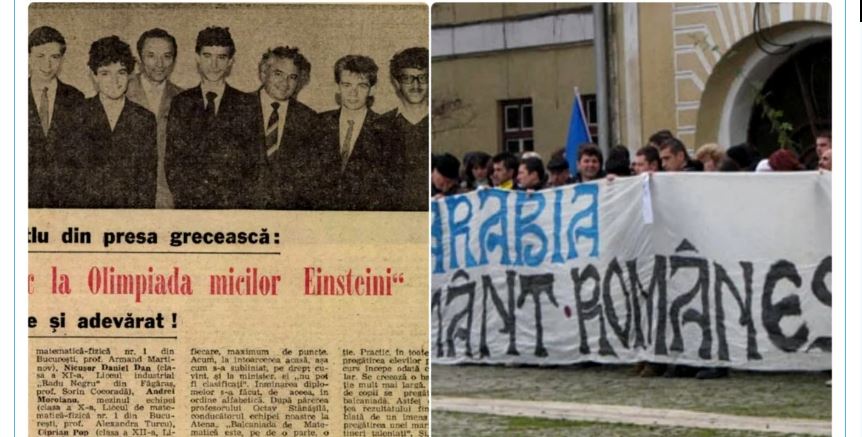 tlu din presa grecească:
c la Olimpiada micilor Einsteini“
e și adevărat !
matematică-fizică nr. 1 din
București, prof. Armand Marti-
nov), Nicușor Daniel Dan (cla-
sa a XI-a, Liceul industrial
„Radu Negru“ din Făgăraș,
prof. Sorin Cocoradă), Andrei
Moroianu, mezinul echipei
(clasa a X-a, Liceul de mate-
matică-fizică nr. 1 din Bucu-
rești, prof. Alexandra Turcu),
Ciprian Pop (clasa a XII-a, Li-
fiecare, maximum de puncte.
Acum, la întoarcerea acasă, așa
cum s-a subliniat, pe drept cu-
vînt, și la minister, ei „nu pot
fi clasificați“. Înmînarea diplo-
melor s-a făcut, de aceea, în
ordine alfabetică. După părerea
profesorului Octav Stănășilă,
conducătorul echipei noastre la
Atena, „Balcaniada de Mate-
matică este, pe de o parte, o
ție. Practic, în toate
pregătirea elevilor p
curs începe odată c
lar. Se creează o ba
ție mult mai largă,
de copii se pregăt
Astfel
rezultatului fin
de un imens
pregătirea unei mar
tineri talentați“, S
ARABIA
MÂNT · ROMÂNES